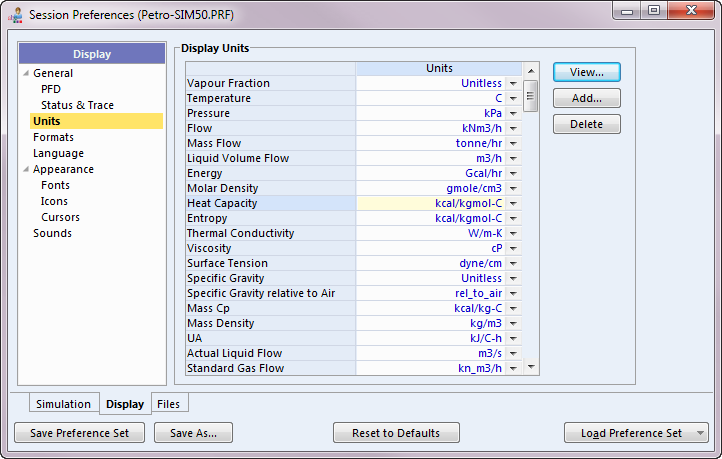 Session Preferences (Petro-SIM50.PRF)
Display
General
PFD
Status & Trace
Units
Formats
Language
Appearance
Fonts
Icons
Cursors
Sounds
Display Units
Units
Vapour Fraction Unitless
Temperature C
Pressure kPa
Flow kNm3/h
Mass Flow tonne/hr
Liquid Volume Flow m3/h
Energy Gcal/hr
Molar Density gmole/cm3
Heat Capacity kcal/kgmol-C
Entropy kcal/kgmol-C
Thermal Conductivity W/m-K
Viscosity cP
Surface Tension dyne/cm
Specific Gravity Unitless
Specific Gravity relative to Air rel_to_air
Mass Cp kcal/kg-C
Mass Density kg/m3
UA kJ/C-h
Actual Liquid Flow m3/s
Standard Gas Flow kn_m3/h
View...
Add...
Delete
Simulation Display Files
Save Preference Set Save As... Reset to Defaults Load Preference Set